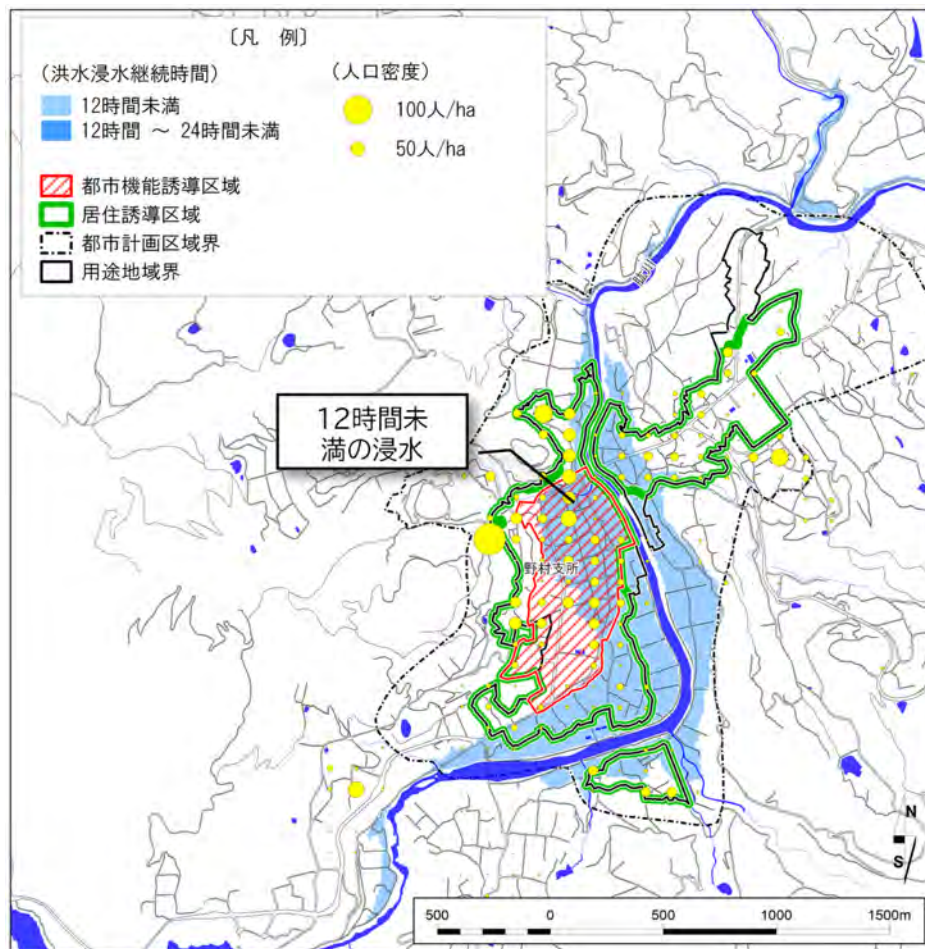 〔凡　例〕
（洪水浸水継続時間）
12時間未満
12時間 ～ 24時間未満
（人口密度）
100人/ha
50人/ha
都市機能誘導区域
居住誘導区域
都市計画区域界
用途地域界
12時間未
満の浸水
野村支所
N
S
500 0 500 1000 1500m